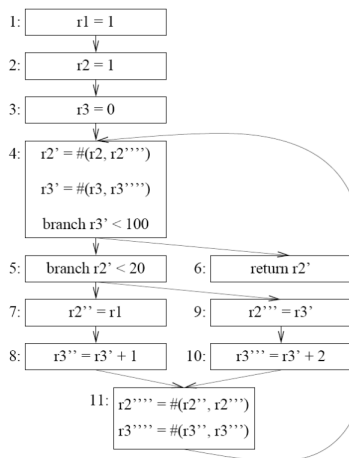 1: r1 = 1
2: r2 = 1
3: r3 = 0
4: r2' = #(r2, r2'''')
r3' = #(r3, r3'''')
branch r3' < 100
5: branch r2' < 20 6: return r2'
7: r2'' = r1 9: r2''' = r3'
8: r3'' = r3' + 1 10: r3''' = r3' + 2
11: r2'''' = #(r2'', r2''')
r3'''' = #(r3'', r3''')